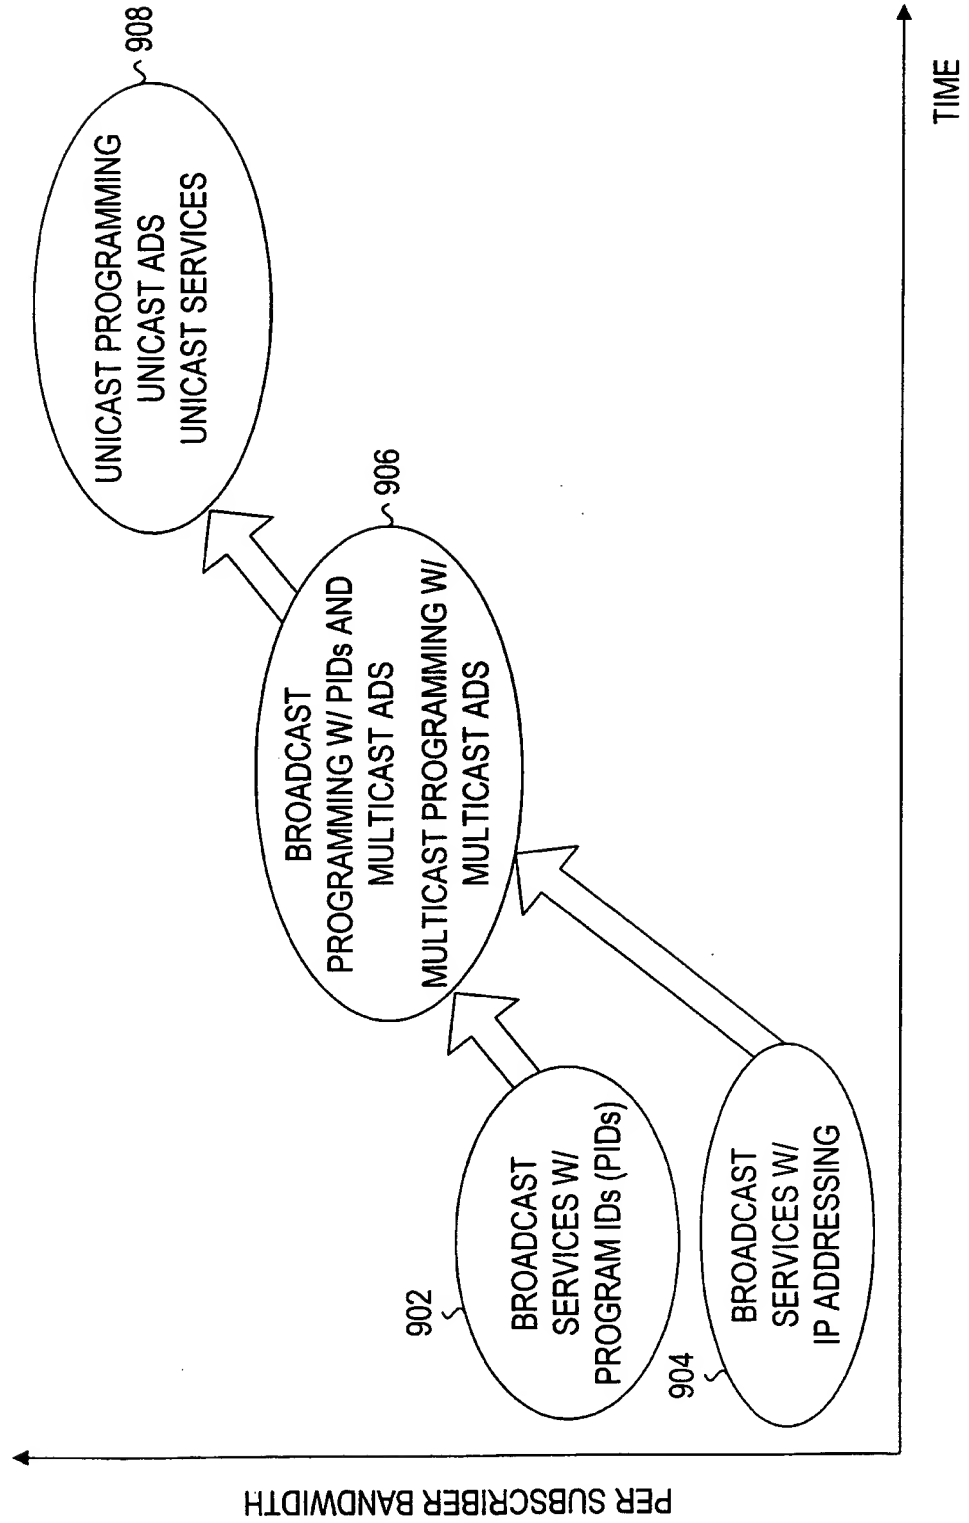 908
UNICAST PROGRAMMING
UNICAST ADS
UNICAST SERVICES
906
BROADCAST
PROGRAMMING W/ PIDs AND
MULTICAST ADS
MULTICAST PROGRAMMING W/
MULTICAST ADS
902
BROADCAST
SERVICES W/
PROGRAM IDs (PIDs)
904
BROADCAST
SERVICES W/
IP ADDRESSING
PER SUBSCRIBER BANDWIDTH
TIME